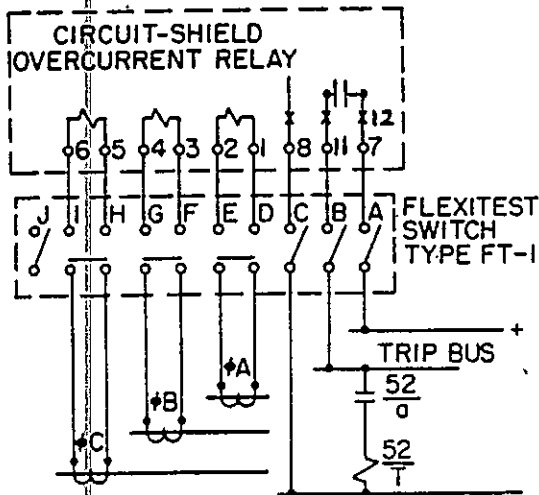 CIRCUIT-SHIELD
OVERCURRENT RELAY
12
6 5 4 3 2 1 8 11 7
J I H G F E D C B A
FLEXITEST
SWITCH
TYPE FT-1
+
TRIP BUS
ϕA
ϕB
ϕC
52
a
52
T